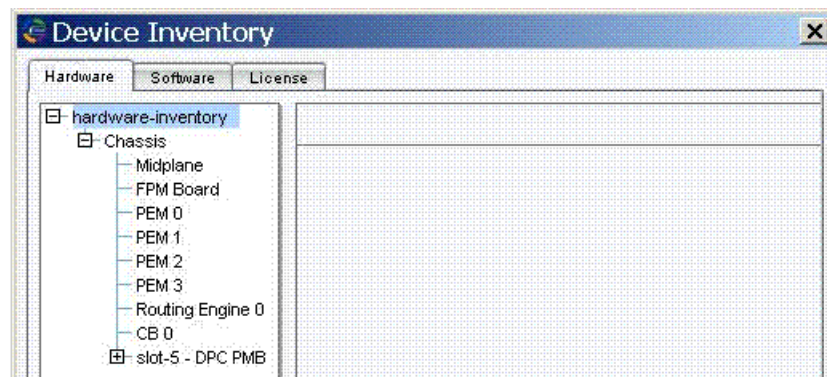 Device Inventory
Hardware Software License
hardware-inventory
Chassis
Midplane
FPM Board
PEM 0
PEM 1
PEM 2
PEM 3
Routing Engine 0
CB 0
slot-5 - DPC PMB